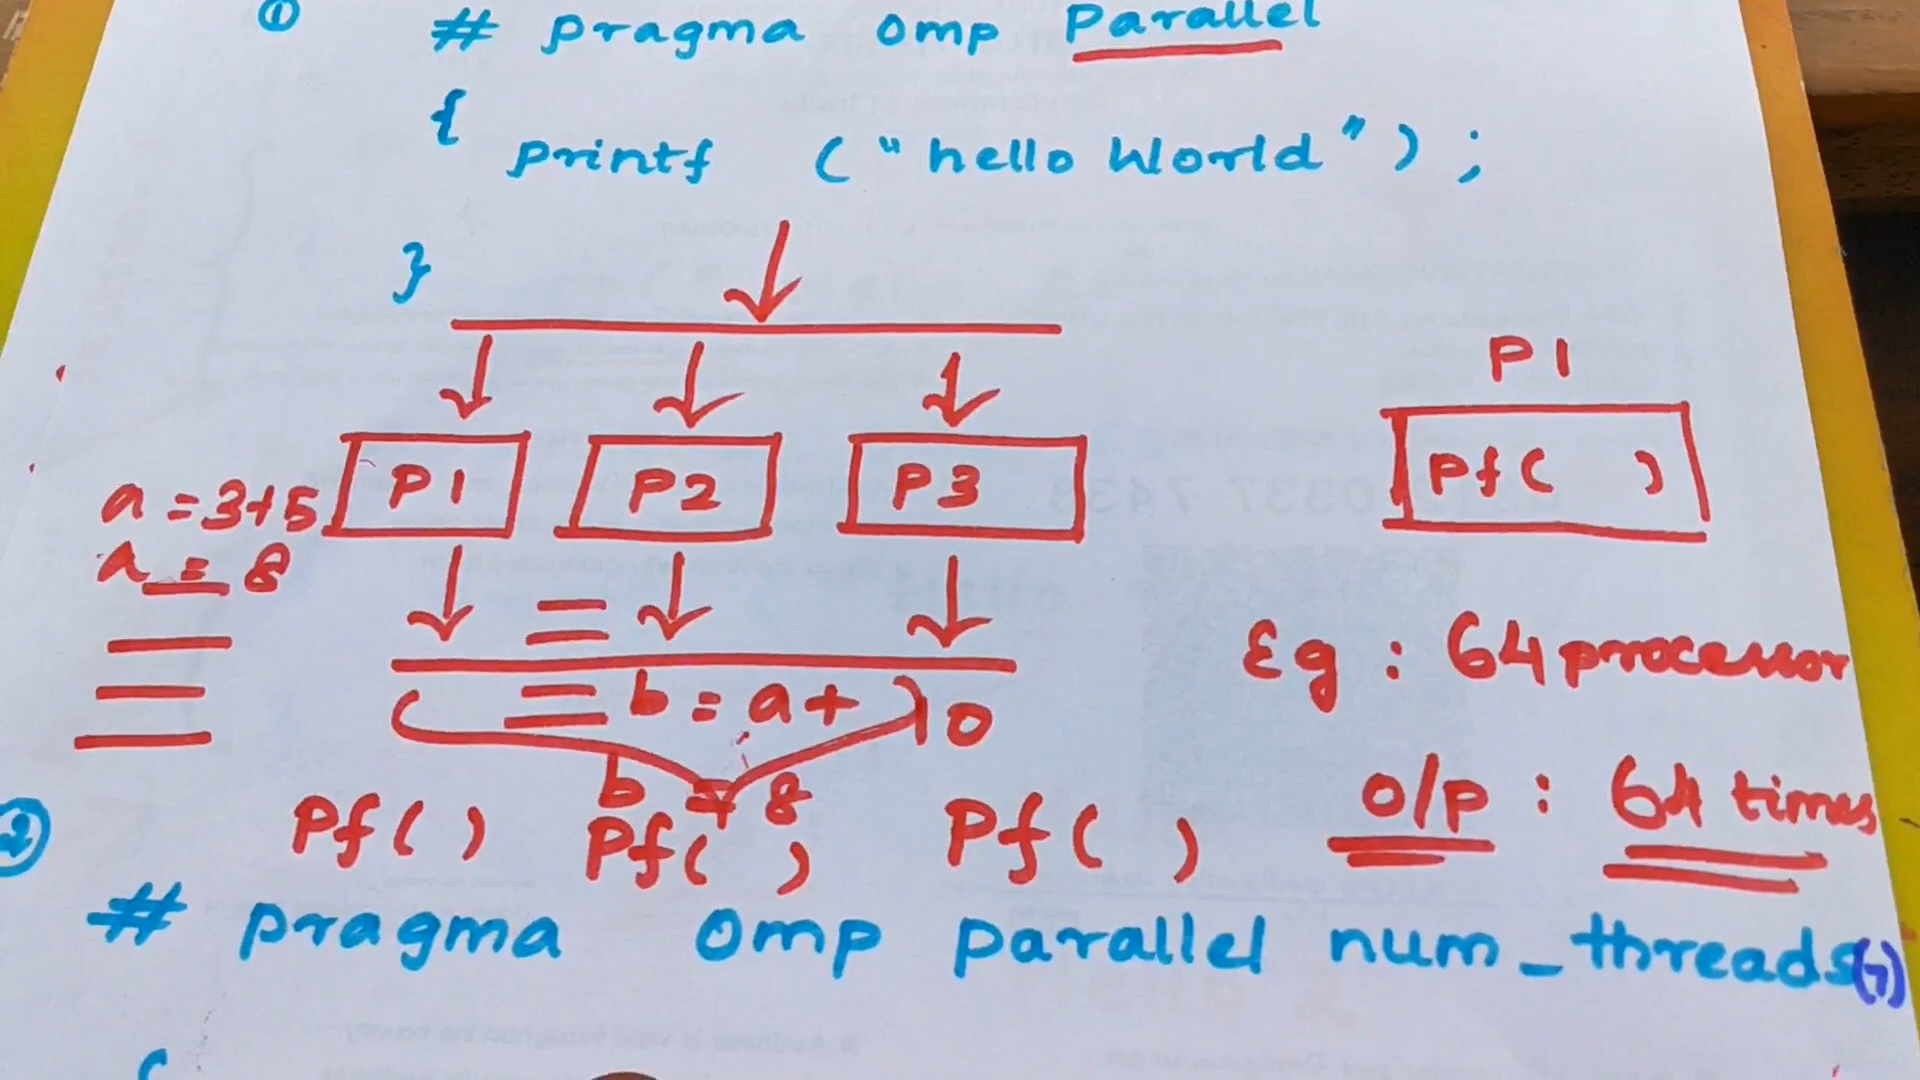 ① # pragma omp Parallel
{
printf ("hello World");
}
P1
P1 P2 P3
Pf( )
a = 3+5
a = 8
Eg : 64 processor
b = a + 10
b = 8
O/P : 64 times
Pf( ) Pf( ) Pf( )
②
# pragma omp parallel num_threads(7)
{